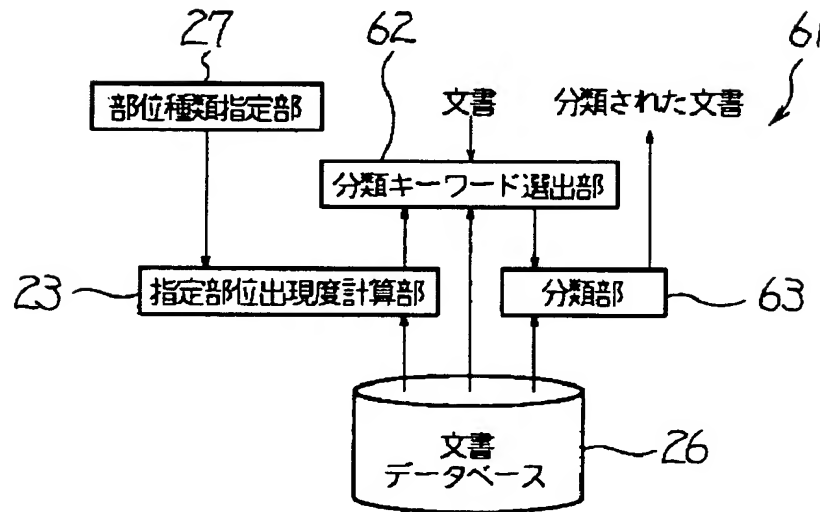 27
62
61
部位種類指定部
文書
分類された文書
分類キーワード選出部
23
指定部位出現度計算部
分類部
63
文書
データベース
26